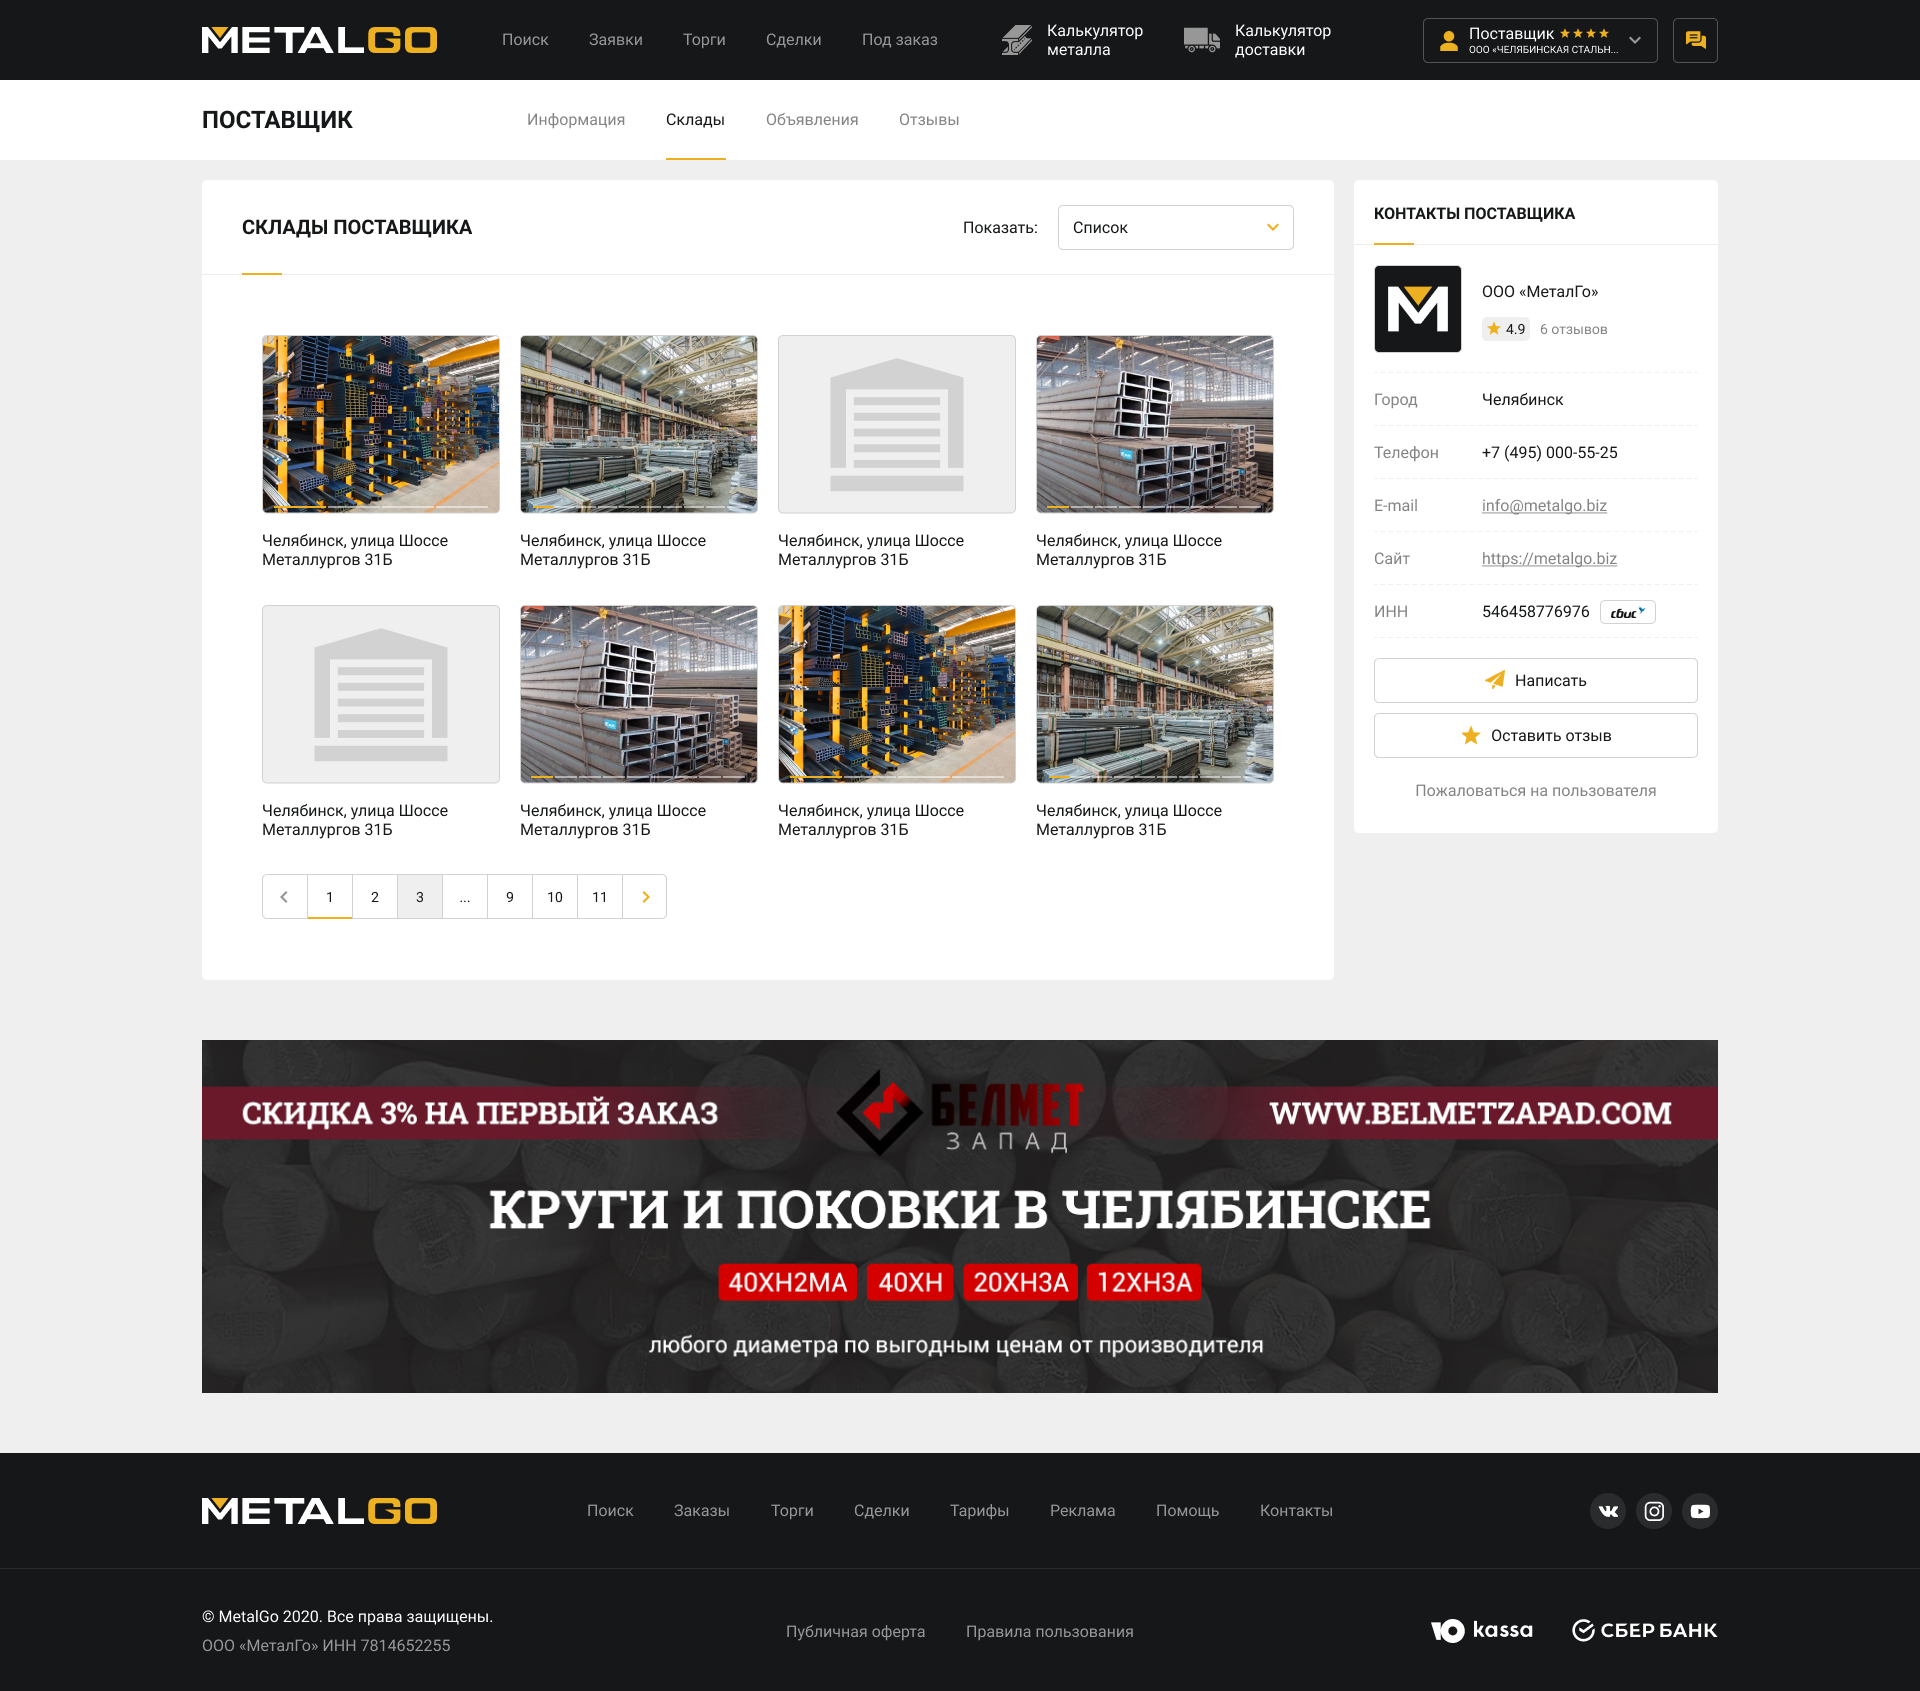 METALGO
Поиск
Заявки
Торги
Сделки
Под заказ
Калькулятор
металла
Калькулятор
доставки
Поставщик
ООО «ЧЕЛЯБИНСКАЯ СТАЛЬН...
ПОСТАВЩИК
Информация
Склады
Объявления
Отзывы
СКЛАДЫ ПОСТАВЩИКА
Показать:
Список
Челябинск, улица Шоссе
Металлургов 31Б
Челябинск, улица Шоссе
Металлургов 31Б
Челябинск, улица Шоссе
Металлургов 31Б
Челябинск, улица Шоссе
Металлургов 31Б
Челябинск, улица Шоссе
Металлургов 31Б
Челябинск, улица Шоссе
Металлургов 31Б
Челябинск, улица Шоссе
Металлургов 31Б
Челябинск, улица Шоссе
Металлургов 31Б
1
2
3
...
9
10
11
КОНТАКТЫ ПОСТАВЩИКА
М
ООО «МеталГо»
4.9
6 отзывов
Город
Челябинск
Телефон
+7 (495) 000-55-25
E-mail
info@metalgo.biz
Сайт
https://metalgo.biz
ИНН
546458776976
сбис
Написать
Оставить отзыв
Пожаловаться на пользователя
СКИДКА 3% НА ПЕРВЫЙ ЗАКАЗ
БЕЛМЕТ
ЗАПАД
WWW.BELMETZAPAD.COM
КРУГИ И ПОКОВКИ В ЧЕЛЯБИНСКЕ
40ХН2МА
40ХН
20ХН3А
12ХН3А
любого диаметра по выгодным ценам от производителя
METALGO
Поиск
Заказы
Торги
Сделки
Тарифы
Реклама
Помощь
Контакты
© MetalGo 2020. Все права защищены.
ООО «МеталГо» ИНН 7814652255
Публичная оферта
Правила пользования
Ю kassa
СБЕР БАНК